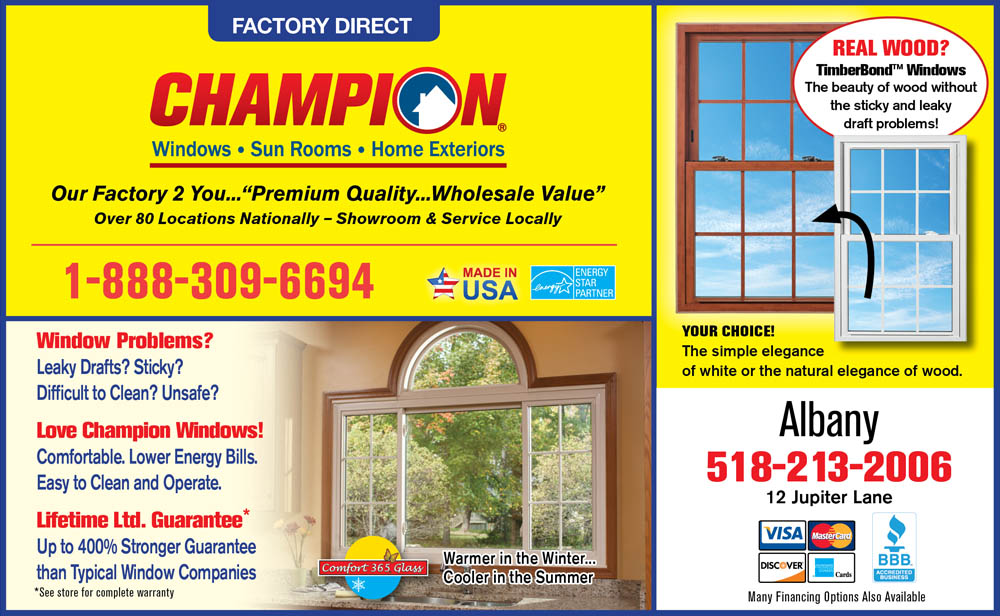 FACTORY DIRECT
CHAMPION®
Windows • Sun Rooms • Home Exteriors
Our Factory 2 You...“Premium Quality...Wholesale Value”
Over 80 Locations Nationally – Showroom & Service Locally
1-888-309-6694
MADE IN
USA
energy
ENERGY
STAR
PARTNER
Window Problems?
Leaky Drafts? Sticky?
Difficult to Clean? Unsafe?
Love Champion Windows!
Comfortable. Lower Energy Bills.
Easy to Clean and Operate.
Lifetime Ltd. Guarantee*
Up to 400% Stronger Guarantee
than Typical Window Companies
*See store for complete warranty
Comfort 365 Glass
Warmer in the Winter...
Cooler in the Summer
REAL WOOD?
TimberBond™ Windows
The beauty of wood without
the sticky and leaky
draft problems!
YOUR CHOICE!
The simple elegance
of white or the natural elegance of wood.
Albany
518-213-2006
12 Jupiter Lane
VISA
MasterCard
DISCOVER
Cards
BBB
ACCREDITED
BUSINESS
Many Financing Options Also Available